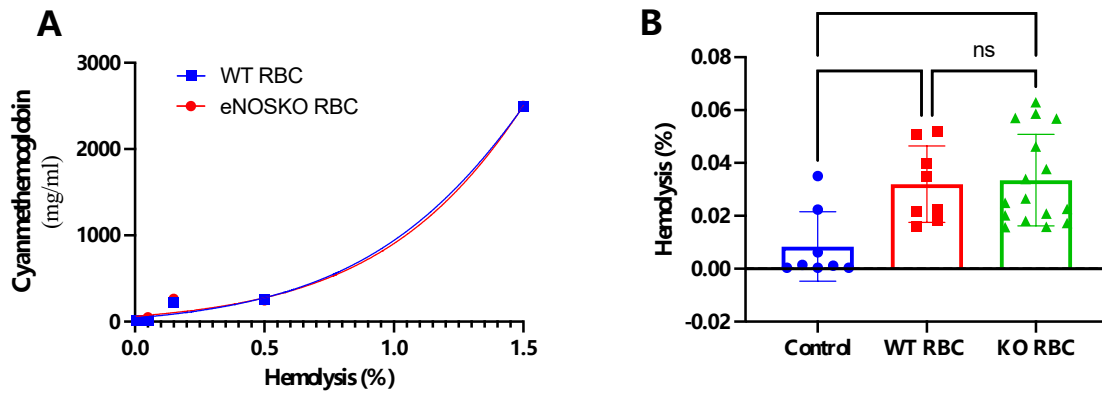 A
Cyanmethemoglobin
(mg/ml)
3000
2000
1000
0
WT RBC
eNOSKO RBC
0.0
0.5
1.0
1.5
Hemolysis (%)
B
ns
Hemolysis (%)
0.08
0.06
0.04
0.02
0.00
-0.02
Control
WT RBC
KO RBC